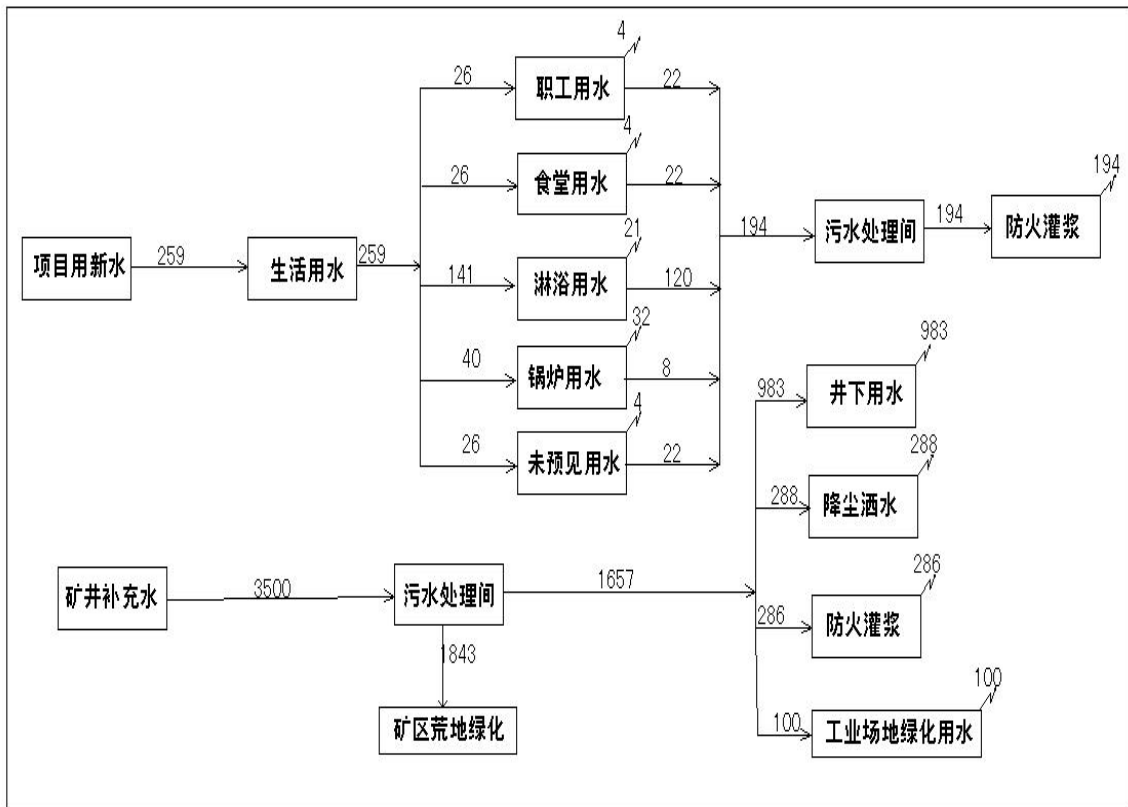 4
26
职工用水
22
4
26
食堂用水
22
194
项目用新水
259
生活用水
259
194
污水处理间
194
防火灌浆
21
141
淋浴用水
120
32
40
锅炉用水
8
983
983
井下用水
4
26
未预见用水
22
288
288
降尘洒水
矿井补充水
3500
污水处理间
1657
286
286
防火灌浆
1843
矿区荒地绿化
100
100
工业场地绿化用水